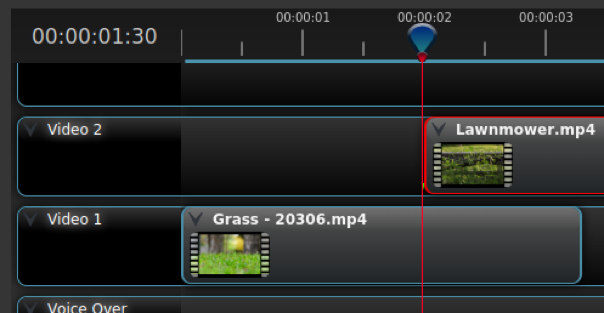 00:00:01:30
00:00:01
00:00:02
00:00:03
Video 2
Lawnmower.mp4
Video 1
Grass - 20306.mp4
Voice Over